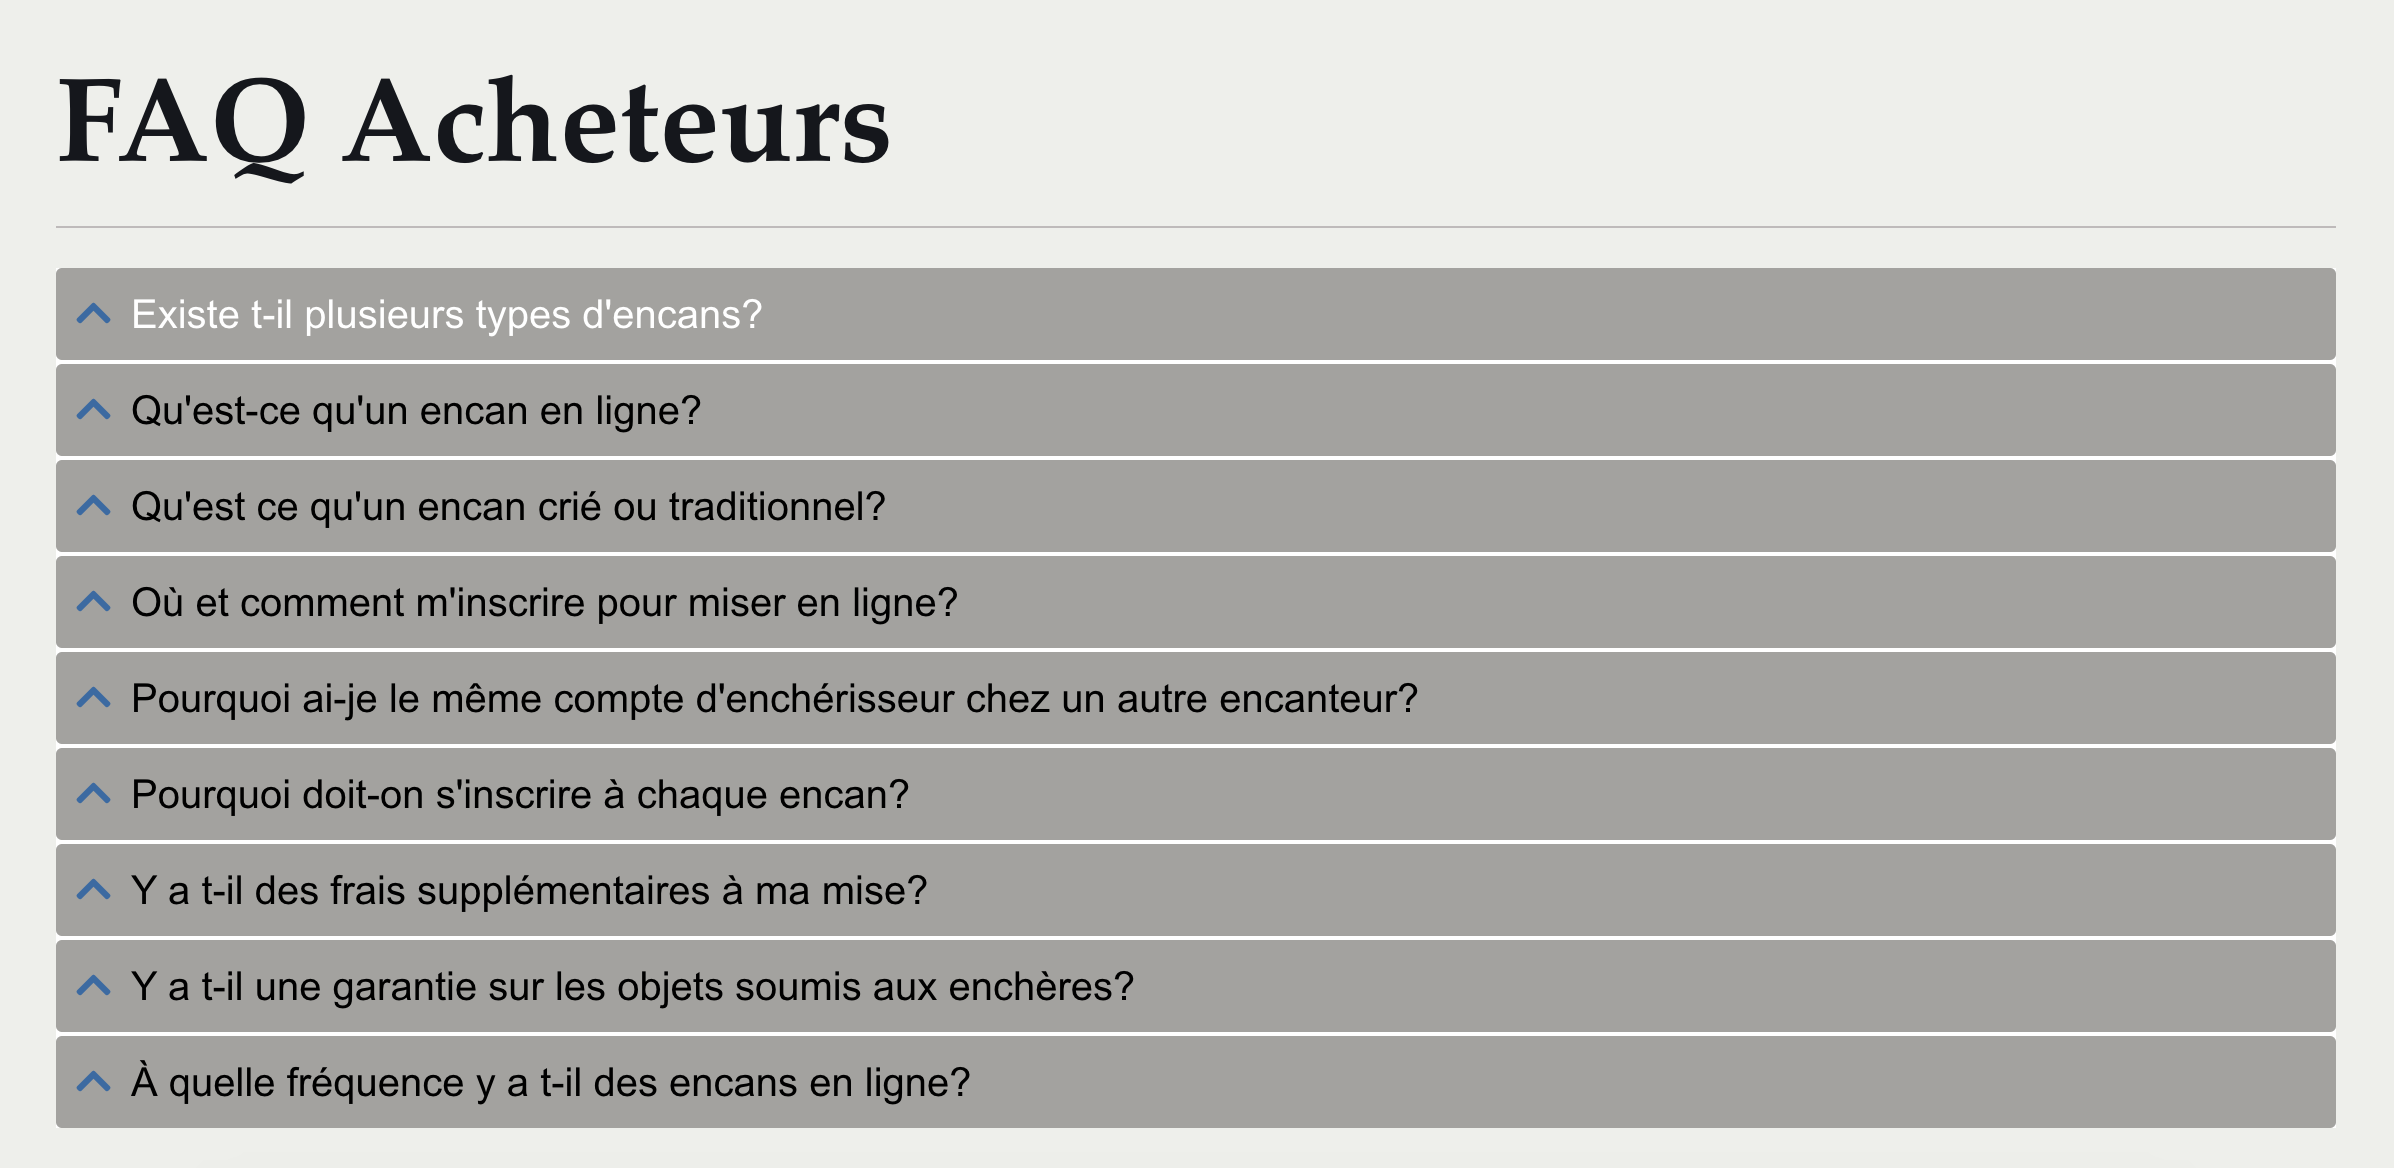 FAQ Acheteurs
Existe t-il plusieurs types d'encans?
Qu'est-ce qu'un encan en ligne?
Qu'est ce qu'un encan crié ou traditionnel?
Où et comment m'inscrire pour miser en ligne?
Pourquoi ai-je le même compte d'enchérisseur chez un autre encanteur?
Pourquoi doit-on s'inscrire à chaque encan?
Y a t-il des frais supplémentaires à ma mise?
Y a t-il une garantie sur les objets soumis aux enchères?
À quelle fréquence y a t-il des encans en ligne?